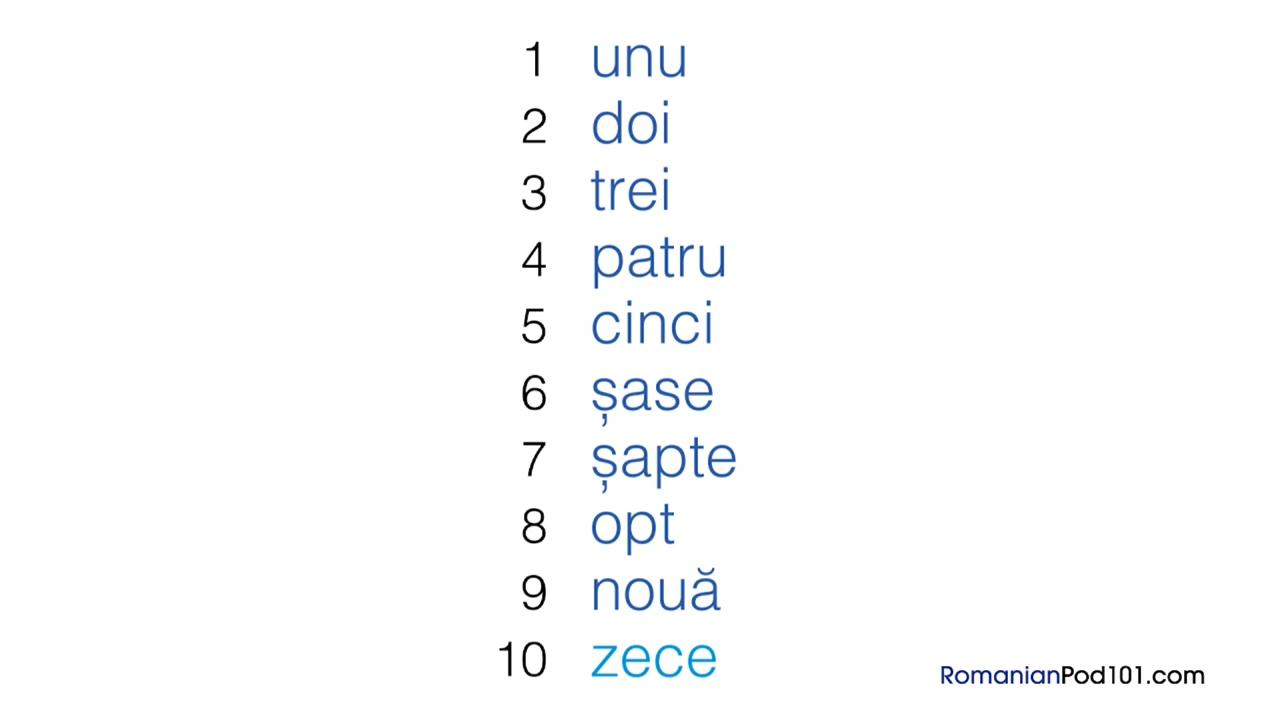 1 unu
2 doi
3 trei
4 patru
5 cinci
6 șase
7 șapte
8 opt
9 nouă
10 zece
RomanianPod101.com